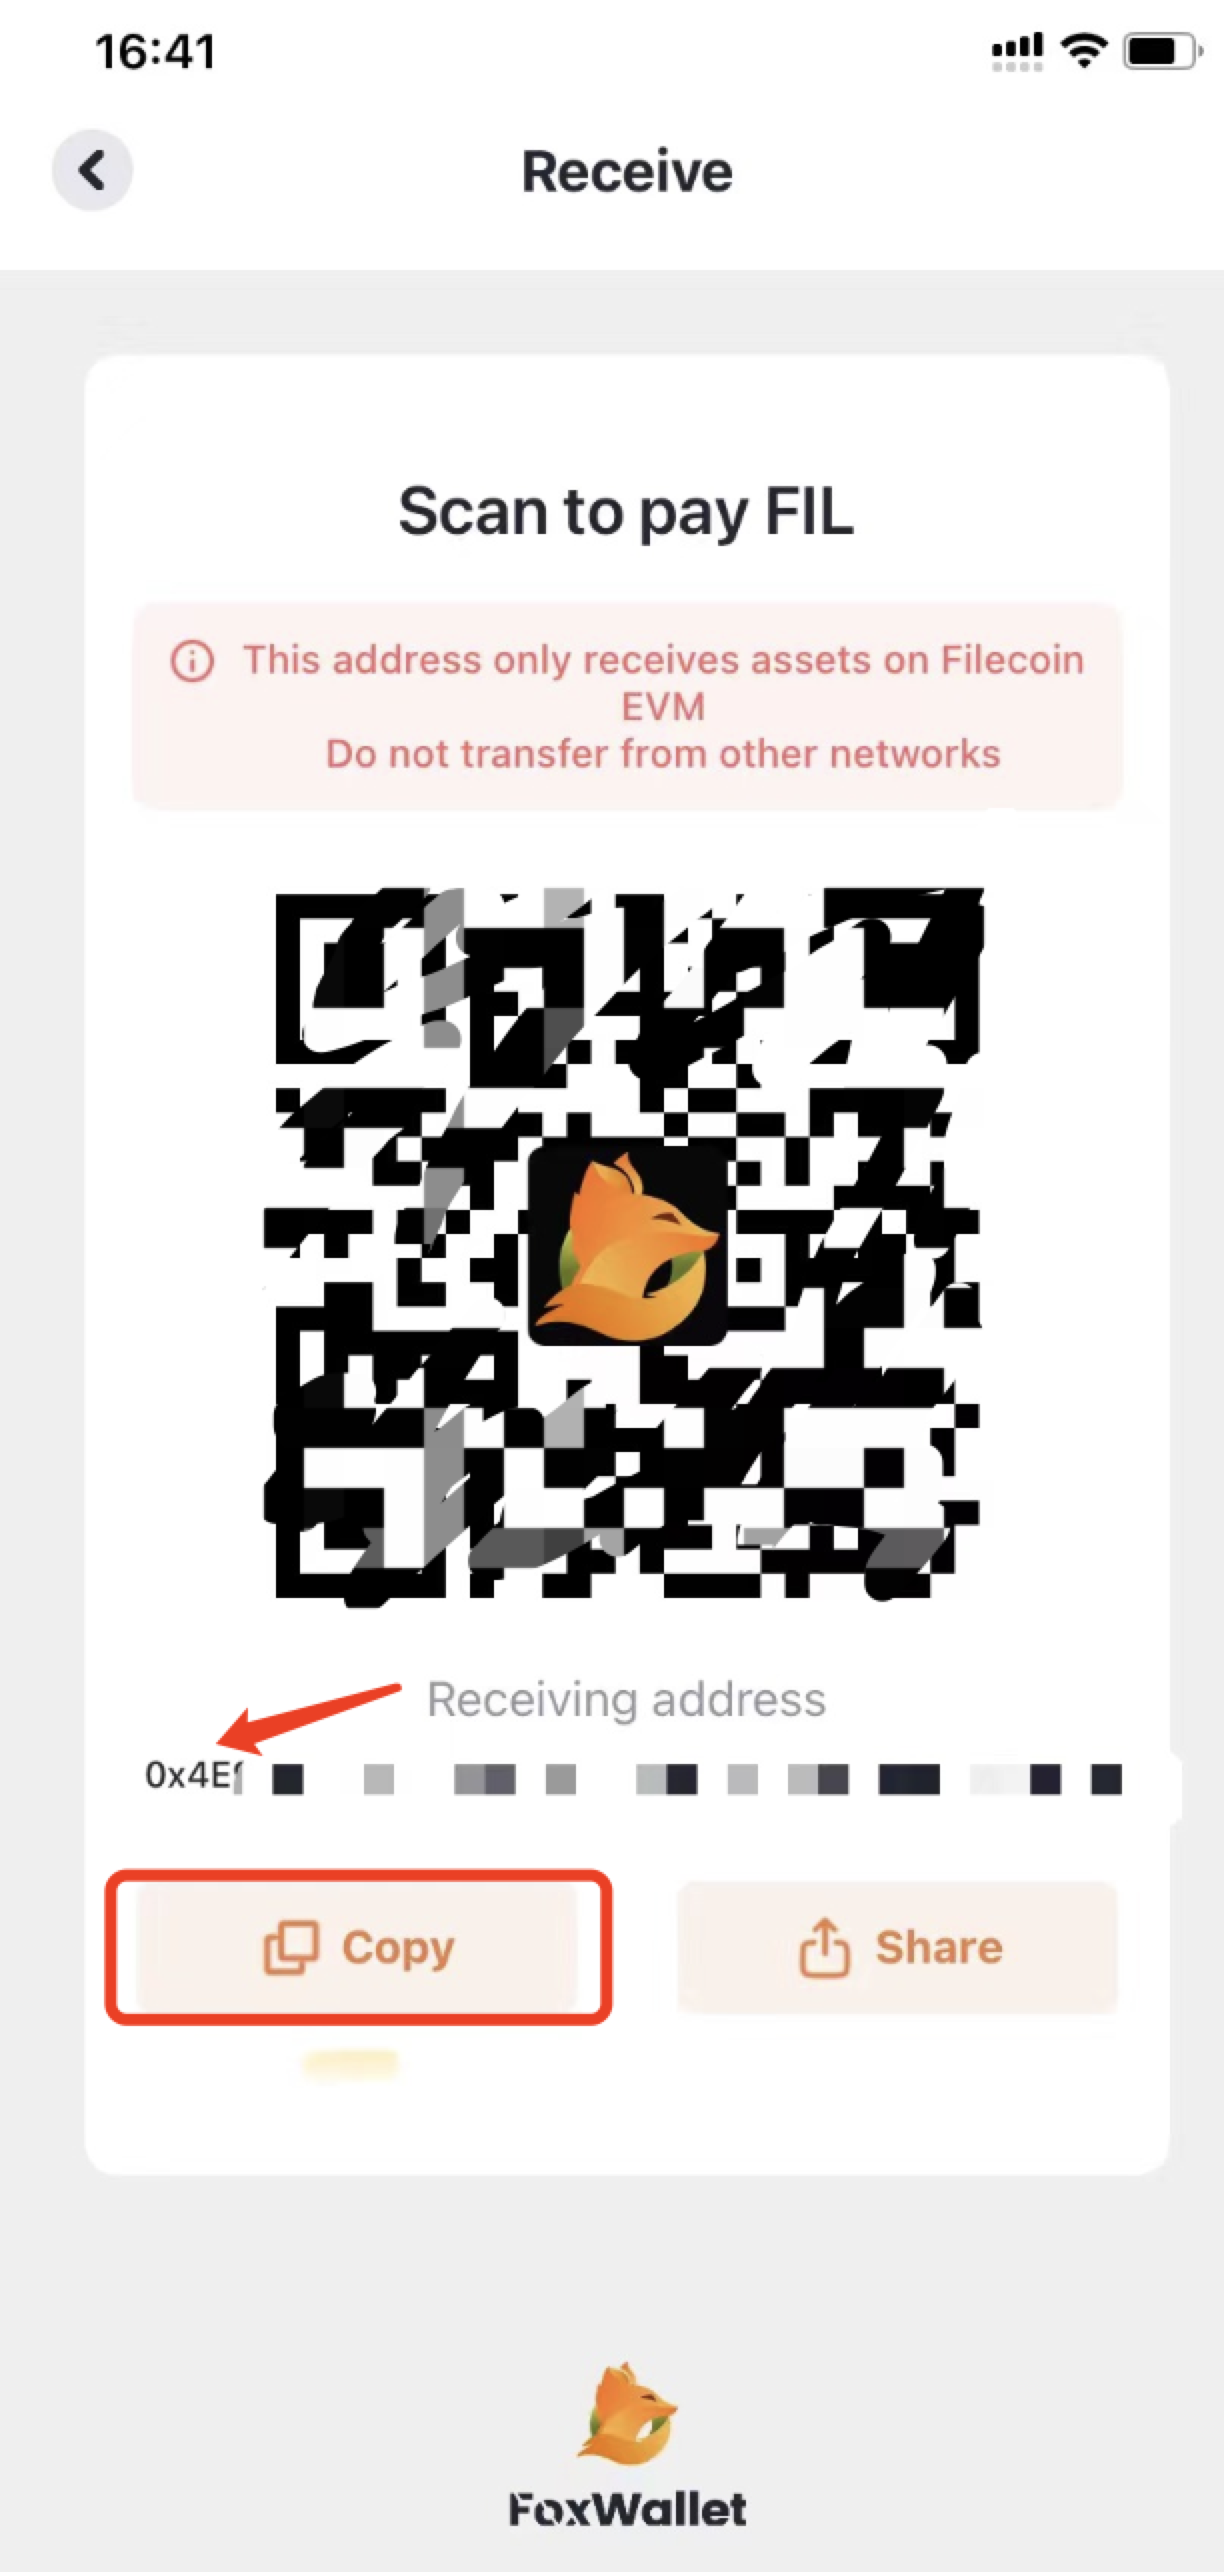 16:41
Receive
Scan to pay FIL
This address only receives assets on Filecoin
EVM
Do not transfer from other networks
Receiving address
0x4E
Copy
Share
FoxWallet